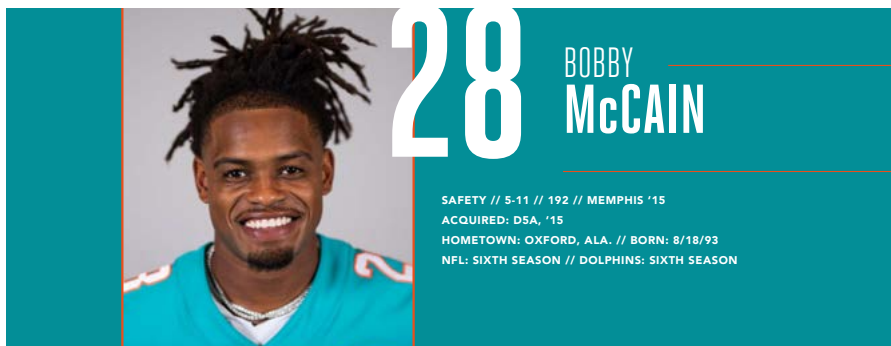 28
BOBBY
McCAIN
SAFETY // 5-11 // 192 // MEMPHIS ’15
ACQUIRED: D5A, ’15
HOMETOWN: OXFORD, ALA. // BORN: 8/18/93
NFL: SIXTH SEASON // DOLPHINS: SIXTH SEASON